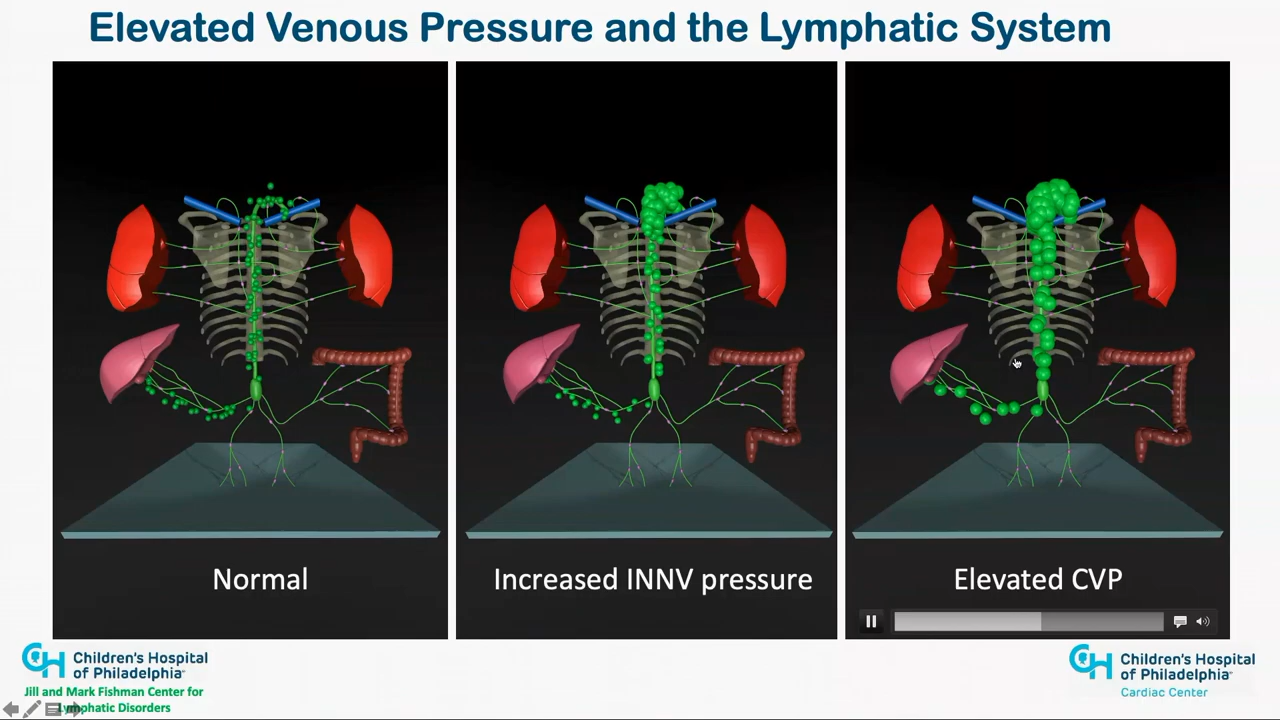 Elevated Venous Pressure and the Lymphatic System
Normal
Increased INNV pressure
Elevated CVP
Children's Hospital
of Philadelphia
Jill and Mark Fishman Center for
Lymphatic Disorders
Children's Hospital
of Philadelphia
Cardiac Center